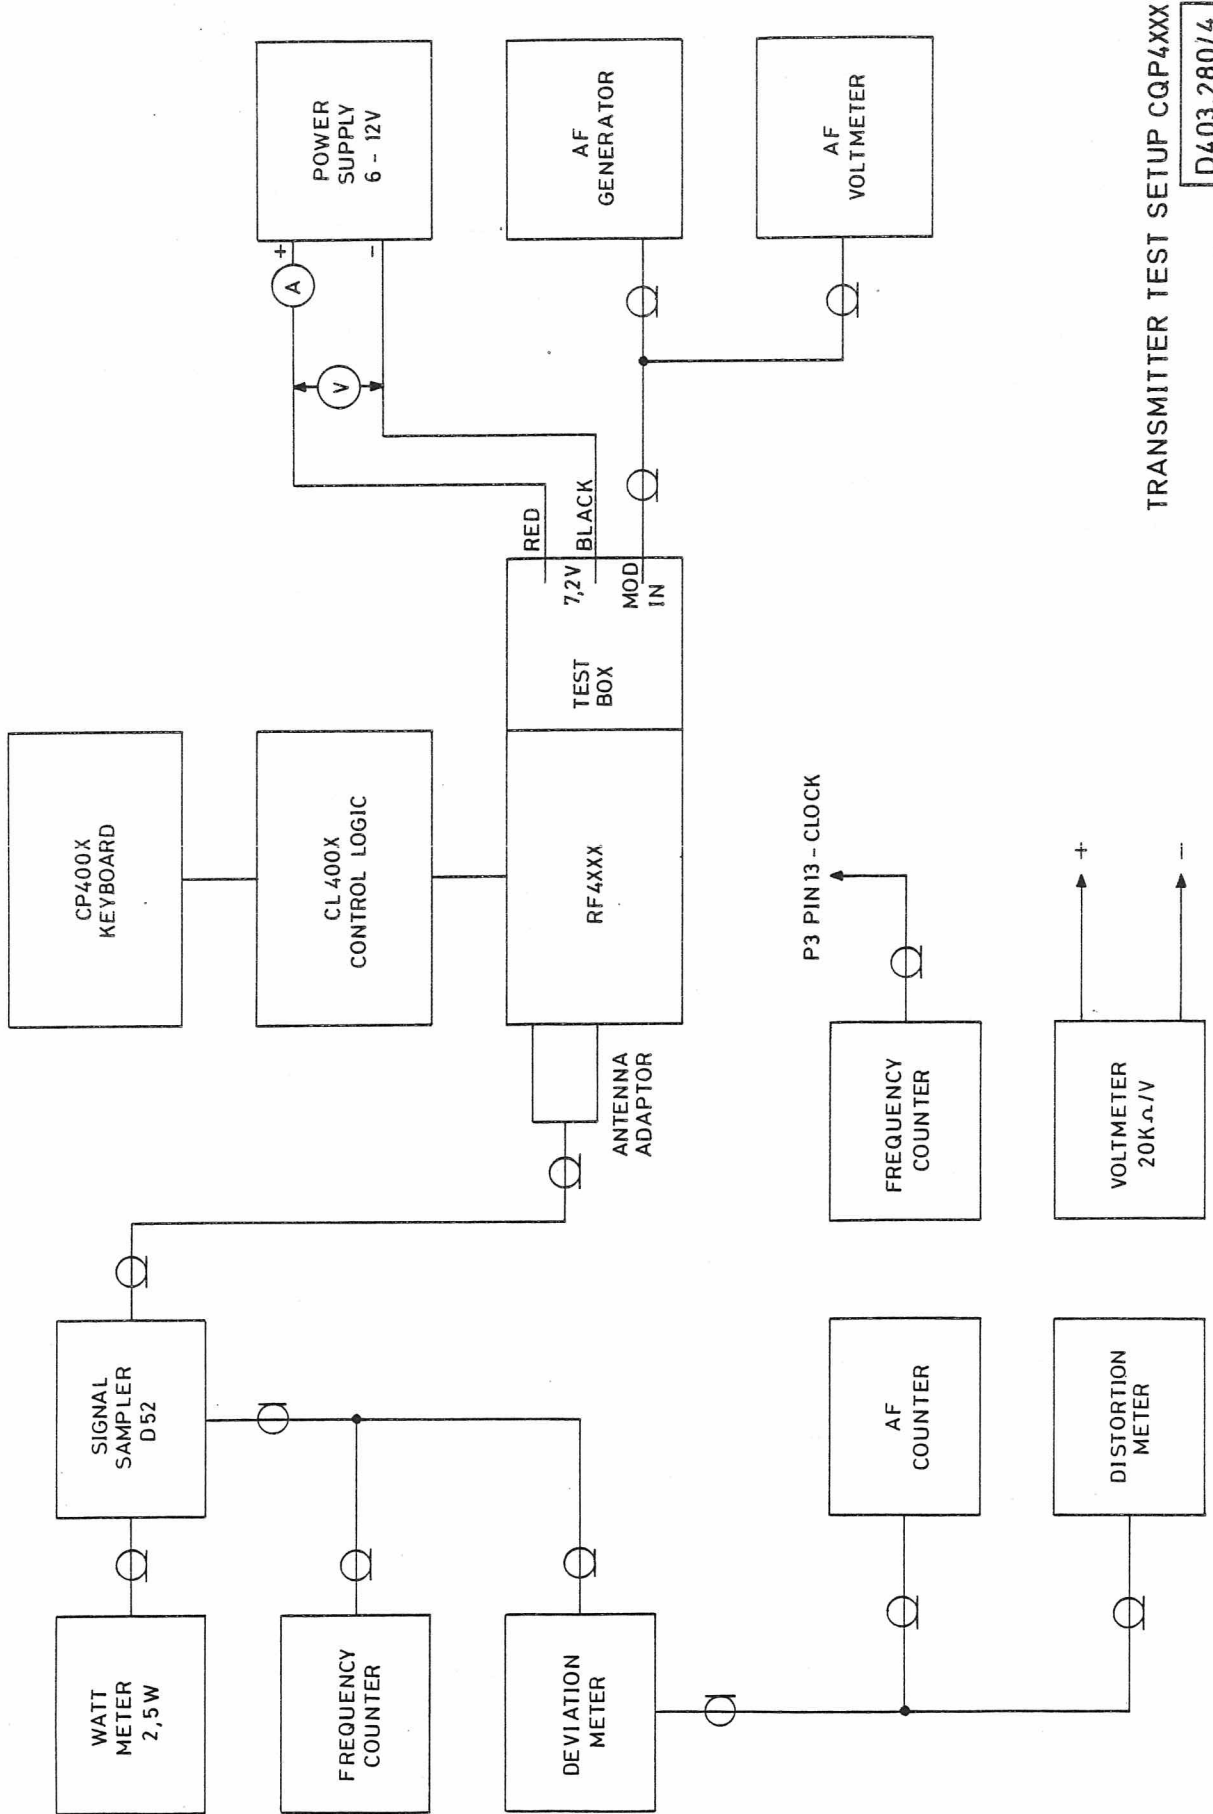 WATT
METER
2,5W
SIGNAL
SAMPLER
D52
CP400X
KEYBOARD
FREQUENCY
COUNTER
CL400X
CONTROL LOGIC
A
V
+
-
POWER
SUPPLY
6 - 12V
DEVIATION
METER
ANTENNA
ADAPTOR
RF4XXX
TEST
BOX
RED
7,2V
BLACK
MOD
IN
AF
GENERATOR
AF
COUNTER
FREQUENCY
COUNTER
P3 PIN13 - CLOCK
AF
VOLTMETER
DISTORTION
METER
VOLTMETER
20KΩ/V
+
-
TRANSMITTER TEST SETUP CQP4XXX
D403.280/4